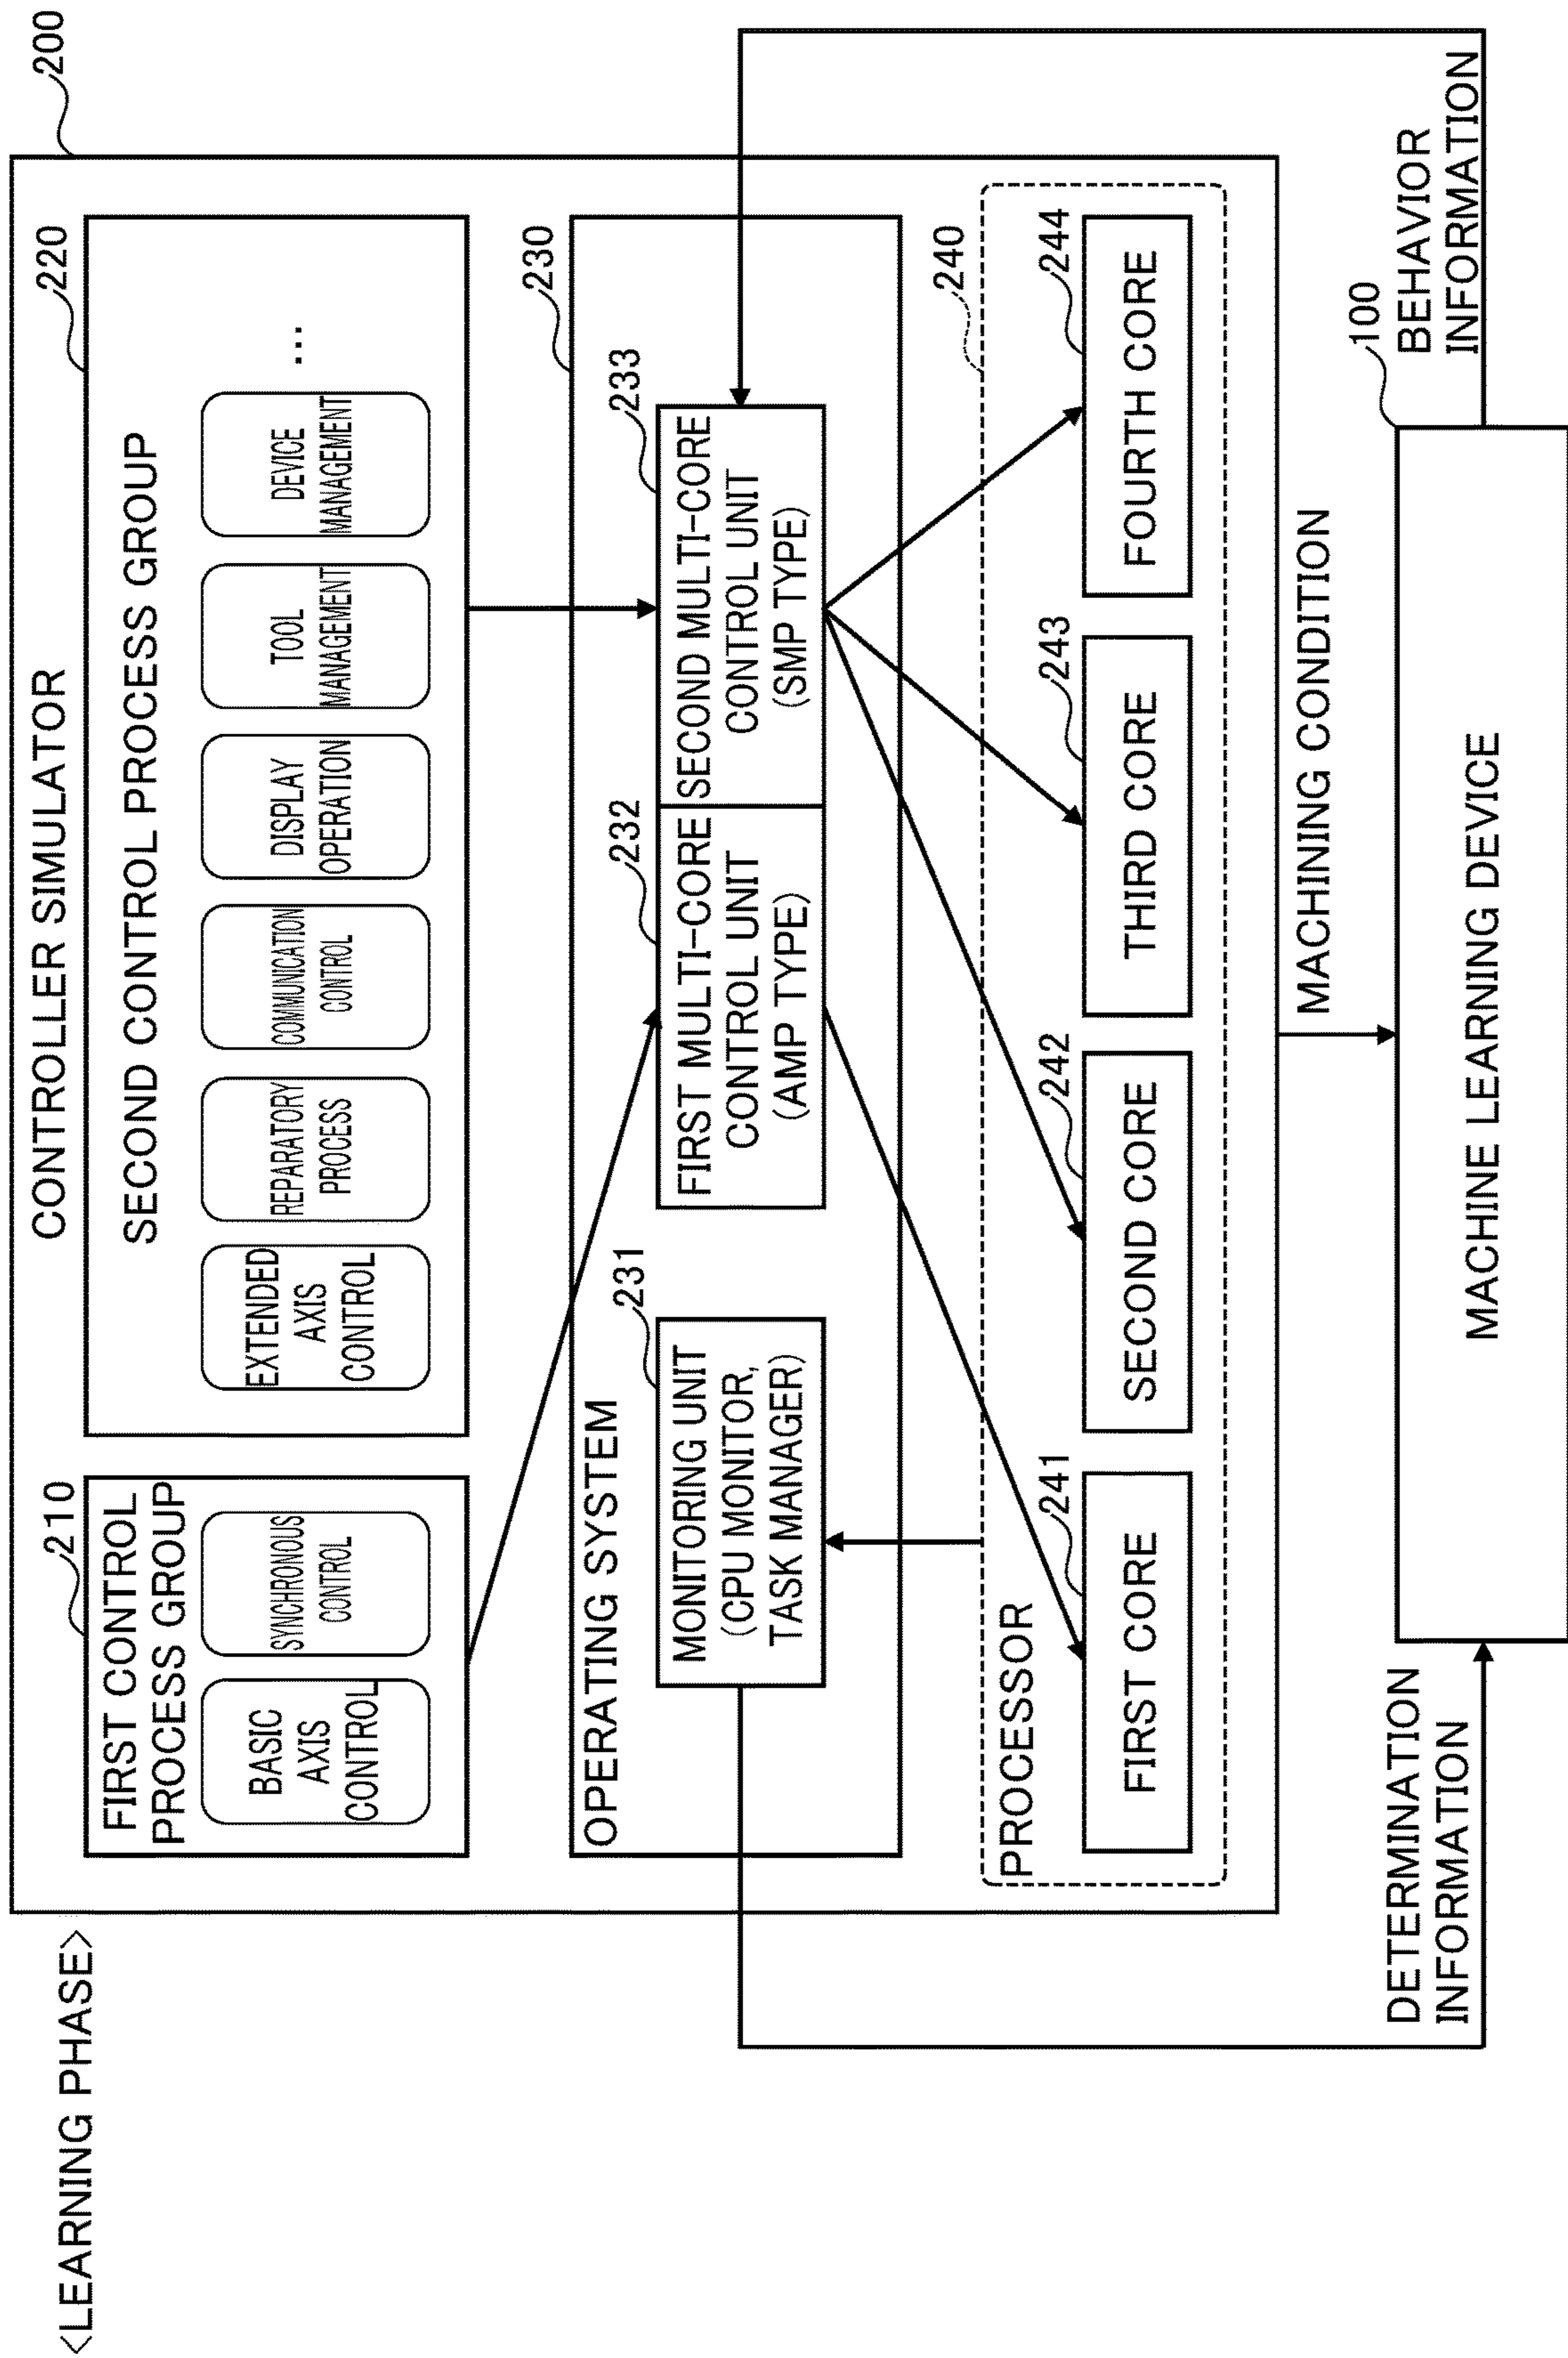 <LEARNING PHASE>
200
CONTROLLER SIMULATOR
210
FIRST CONTROL
PROCESS GROUP
BASIC
AXIS
CONTROL
SYNCHRONOUS
CONTROL
220
SECOND CONTROL PROCESS GROUP
EXTENDED
AXIS
CONTROL
REPARATORY
PROCESS
COMMUNICATION
CONTROL
DISPLAY
OPERATION
TOOL
MANAGEMENT
DEVICE
MANAGEMENT
...
230
OPERATING SYSTEM
231
MONITORING UNIT
(CPU MONITOR,
TASK MANAGER)
232
FIRST MULTI-CORE
CONTROL UNIT
(AMP TYPE)
233
SECOND MULTI-CORE
CONTROL UNIT
(SMP TYPE)
240
PROCESSOR
241
FIRST CORE
242
SECOND CORE
243
THIRD CORE
244
FOURTH CORE
DETERMINATION
INFORMATION
MACHINING CONDITION
100
BEHAVIOR
INFORMATION
MACHINE LEARNING DEVICE